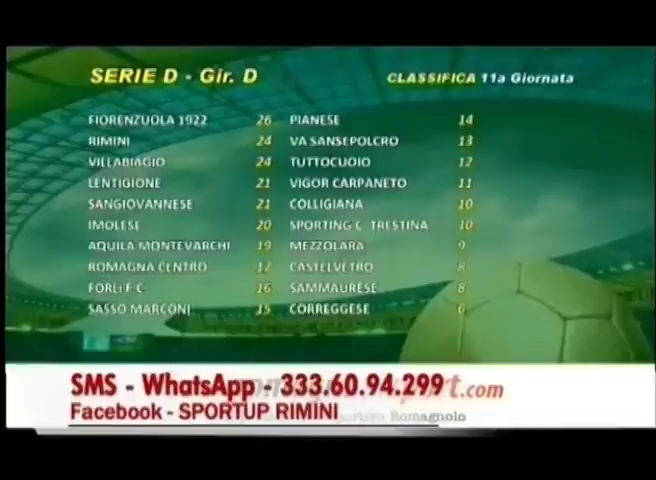 SERIE D - Gir. D
CLASSIFICA 11a Giornata
FIORENZUOLA 1922 26
RIMINI 24
VILLABIAGIO 24
LENTIGIONE 21
SANGIOVANNESE 21
IMOLESE 20
AQUILA MONTEVARCHI 19
ROMAGNA CENTRO 17
FORLì F.C. 16
SASSO MARCONI 15
PIANESE 14
VA SANSEPOLCRO 13
TUTTOCUOIO 12
VIGOR CARPANETO 11
COLLIGIANA 10
SPORTING C. TRESTINA 10
MEZZOLARA 9
CASTELVETRO 8
SAMMAURESE 8
CORREGGESE 6
SMS - WhatsApp - 333.60.94.299
.com
Facebook - SPORTUP RIMINI
Romagnolo